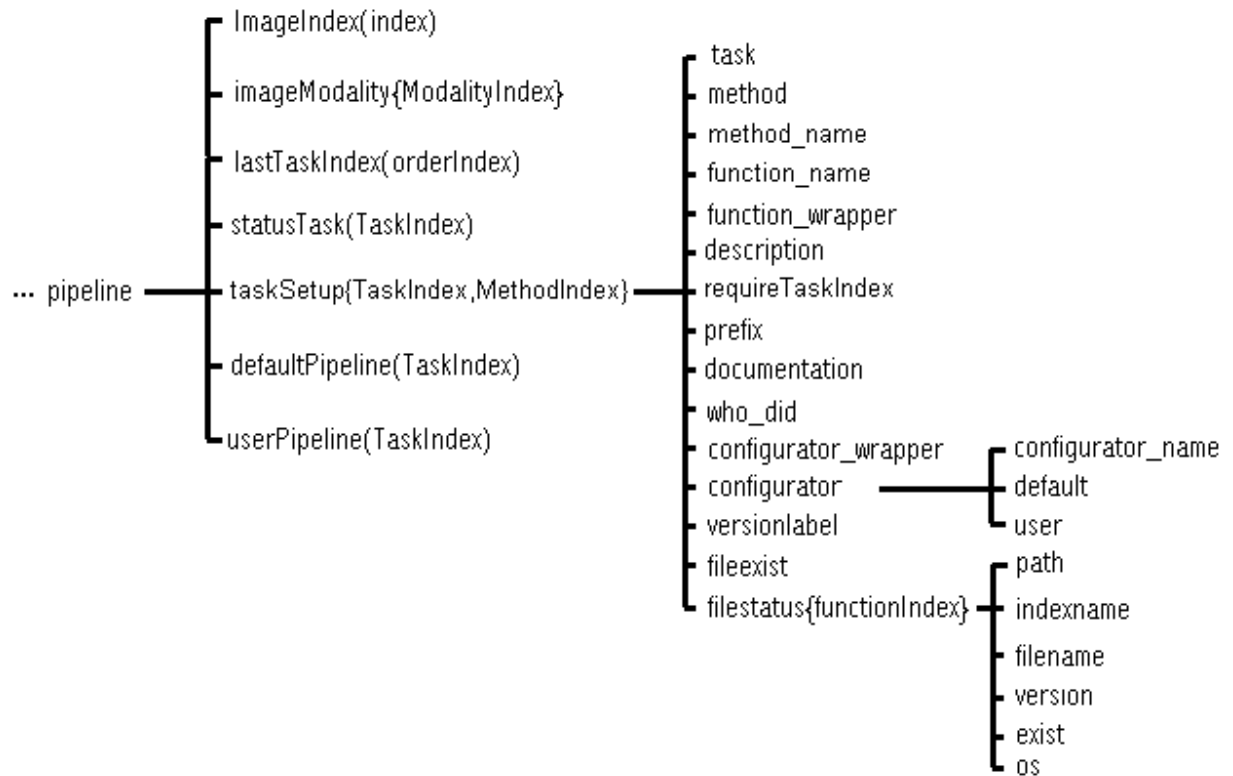 ImageIndex(index)
imageModality{ModalityIndex}
lastTaskIndex(orderIndex)
statusTask(TaskIndex)
... pipeline
taskSetup{TaskIndex,MethodIndex}
defaultPipeline(TaskIndex)
userPipeline(TaskIndex)
task
method
method_name
function_name
function_wrapper
description
requireTaskIndex
prefix
documentation
who_did
configurator_wrapper
configurator
versionlabel
fileexist
filestatus{functionIndex}
configurator_name
default
user
path
indexname
filename
version
exist
os